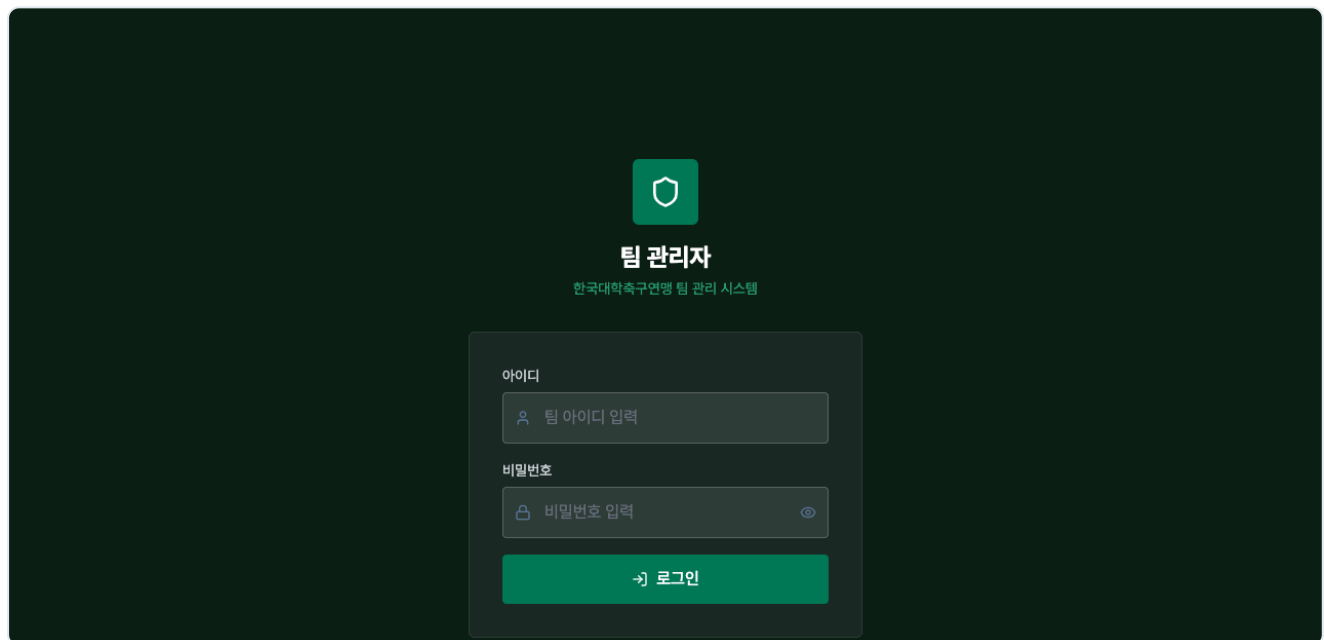 팀 관리자
한국대학축구연맹 팀 관리 시스템
아이디
팀 아이디 입력
비밀번호
비밀번호 입력
로그인